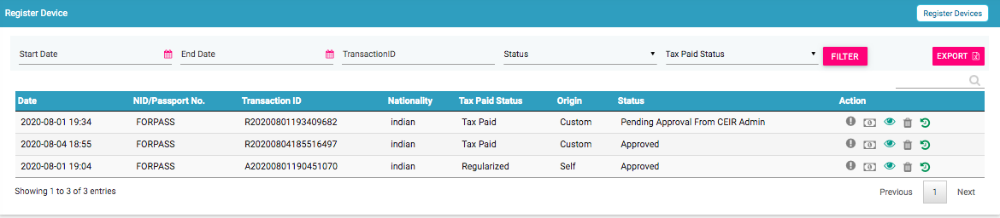 Register Device Register Devices
Start Date End Date TransactionID Status Tax Paid Status FILTER EXPORT
Date NID/Passport No. Transaction ID Nationality Tax Paid Status Origin Status Action
2020-08-01 19:34 FORPASS R20200801193409682 indian Tax Paid Custom Pending Approval From CEIR Admin
2020-08-04 18:55 FORPASS R20200804185516497 indian Tax Paid Custom Approved
2020-08-01 19:04 FORPASS A20200801190451070 indian Regularized Self Approved
Showing 1 to 3 of 3 entries Previous 1 Next